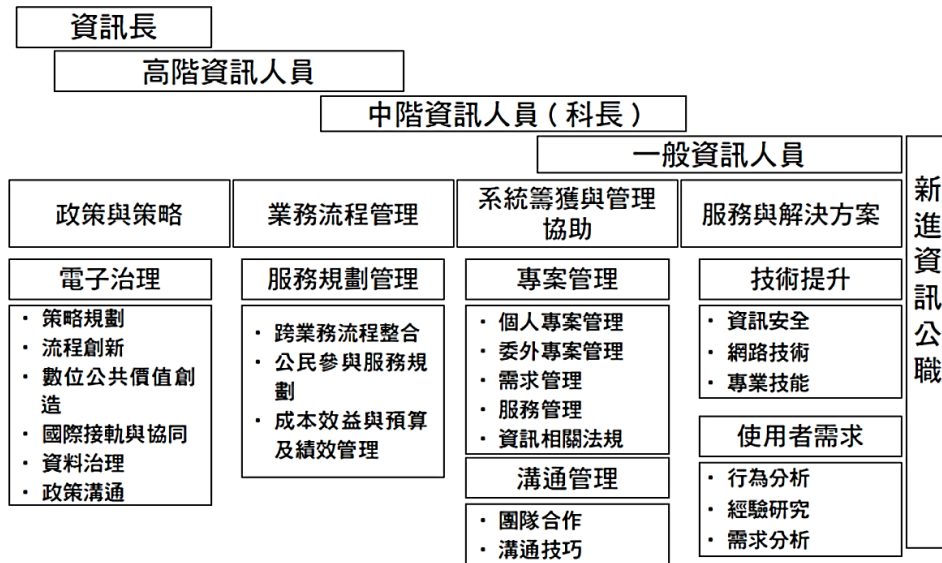 資訊長
高階資訊人員
中階資訊人員（科長）
一般資訊人員
新進資訊公職
政策與策略
業務流程管理
系統籌獲與管理
協助
服務與解決方案
電子治理
・策略規劃
・流程創新
・數位公共價值創
造
・國際接軌與協同
・資料治理
・政策溝通
服務規劃管理
・跨業務流程整合
・公民參與服務規
劃
・成本效益與預算
及績效管理
專案管理
・個人專案管理
・委外專案管理
・需求管理
・服務管理
・資訊相關法規
溝通管理
・團隊合作
・溝通技巧
技術提升
・資訊安全
・網路技術
・專業技能
使用者需求
・行為分析
・經驗研究
・需求分析